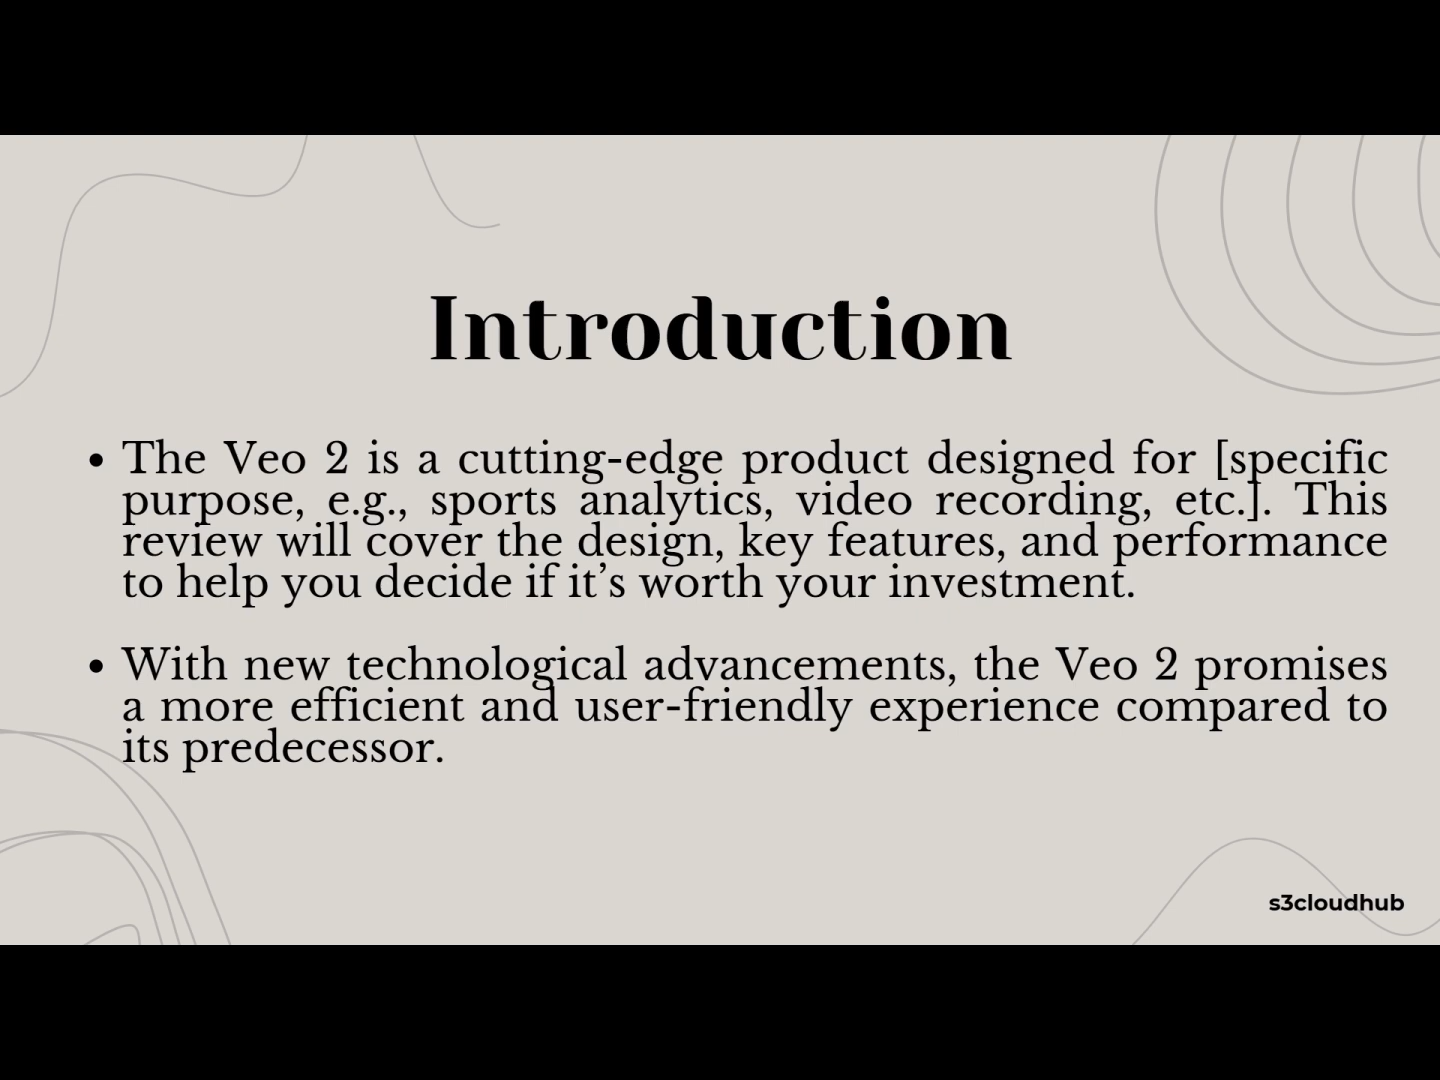 Introduction
• The Veo 2 is a cutting-edge product designed for [specific
purpose, e.g., sports analytics, video recording, etc.]. This
review will cover the design, key features, and performance
to help you decide if it’s worth your investment.
• With new technological advancements, the Veo 2 promises
a more efficient and user-friendly experience compared to
its predecessor.
s3cloudhub